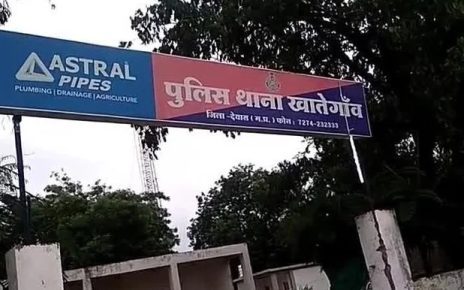 ASTRAL
PIPES
PLUMBING | DRAINAGE | AGRICULTURE
पुलिस थाना खातेगाँव
जिला -देवास ( म.प्र. ) फोन : 7274-232333